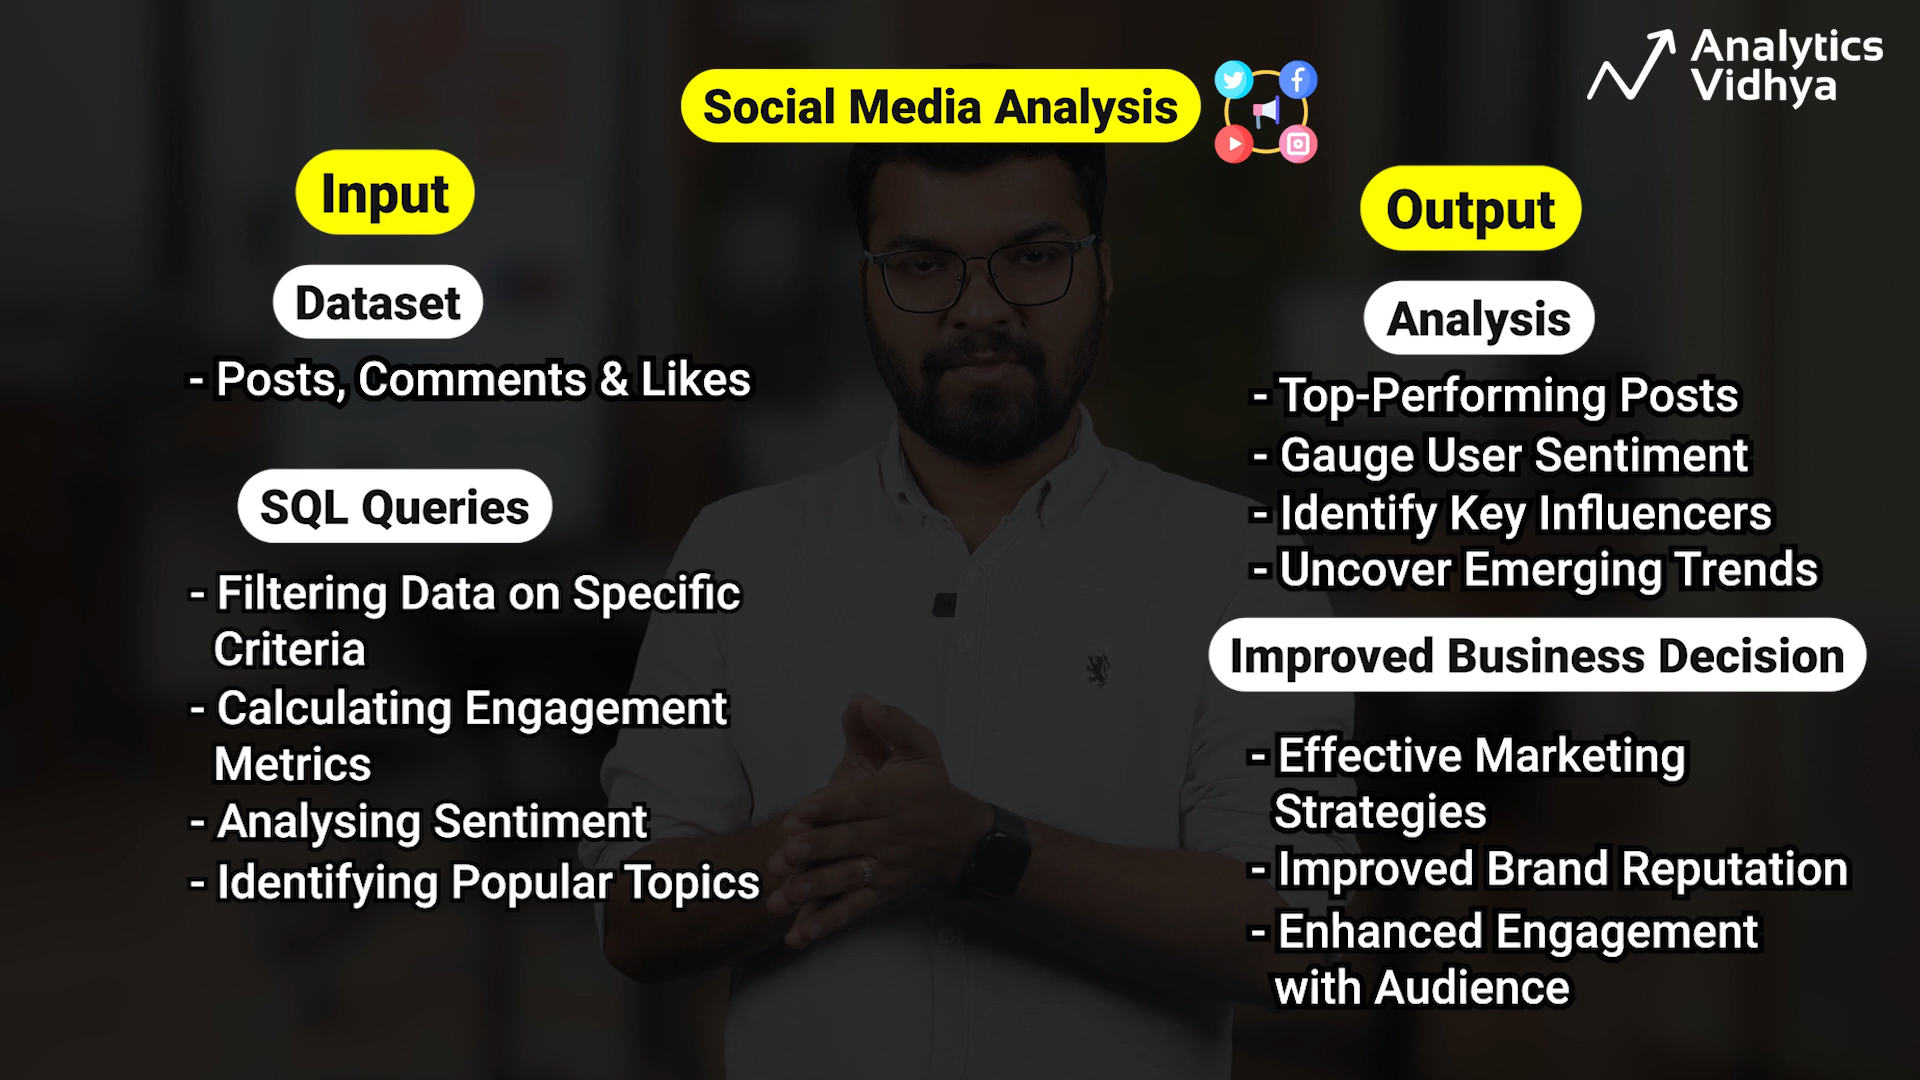 Analytics
Vidhya
Social Media Analysis
Input
Dataset
- Posts, Comments & Likes
SQL Queries
- Filtering Data on Specific
Criteria
- Calculating Engagement
Metrics
- Analysing Sentiment
- Identifying Popular Topics
Output
Analysis
- Top-Performing Posts
- Gauge User Sentiment
- Identify Key Influencers
- Uncover Emerging Trends
Improved Business Decision
- Effective Marketing
Strategies
- Improved Brand Reputation
- Enhanced Engagement
with Audience